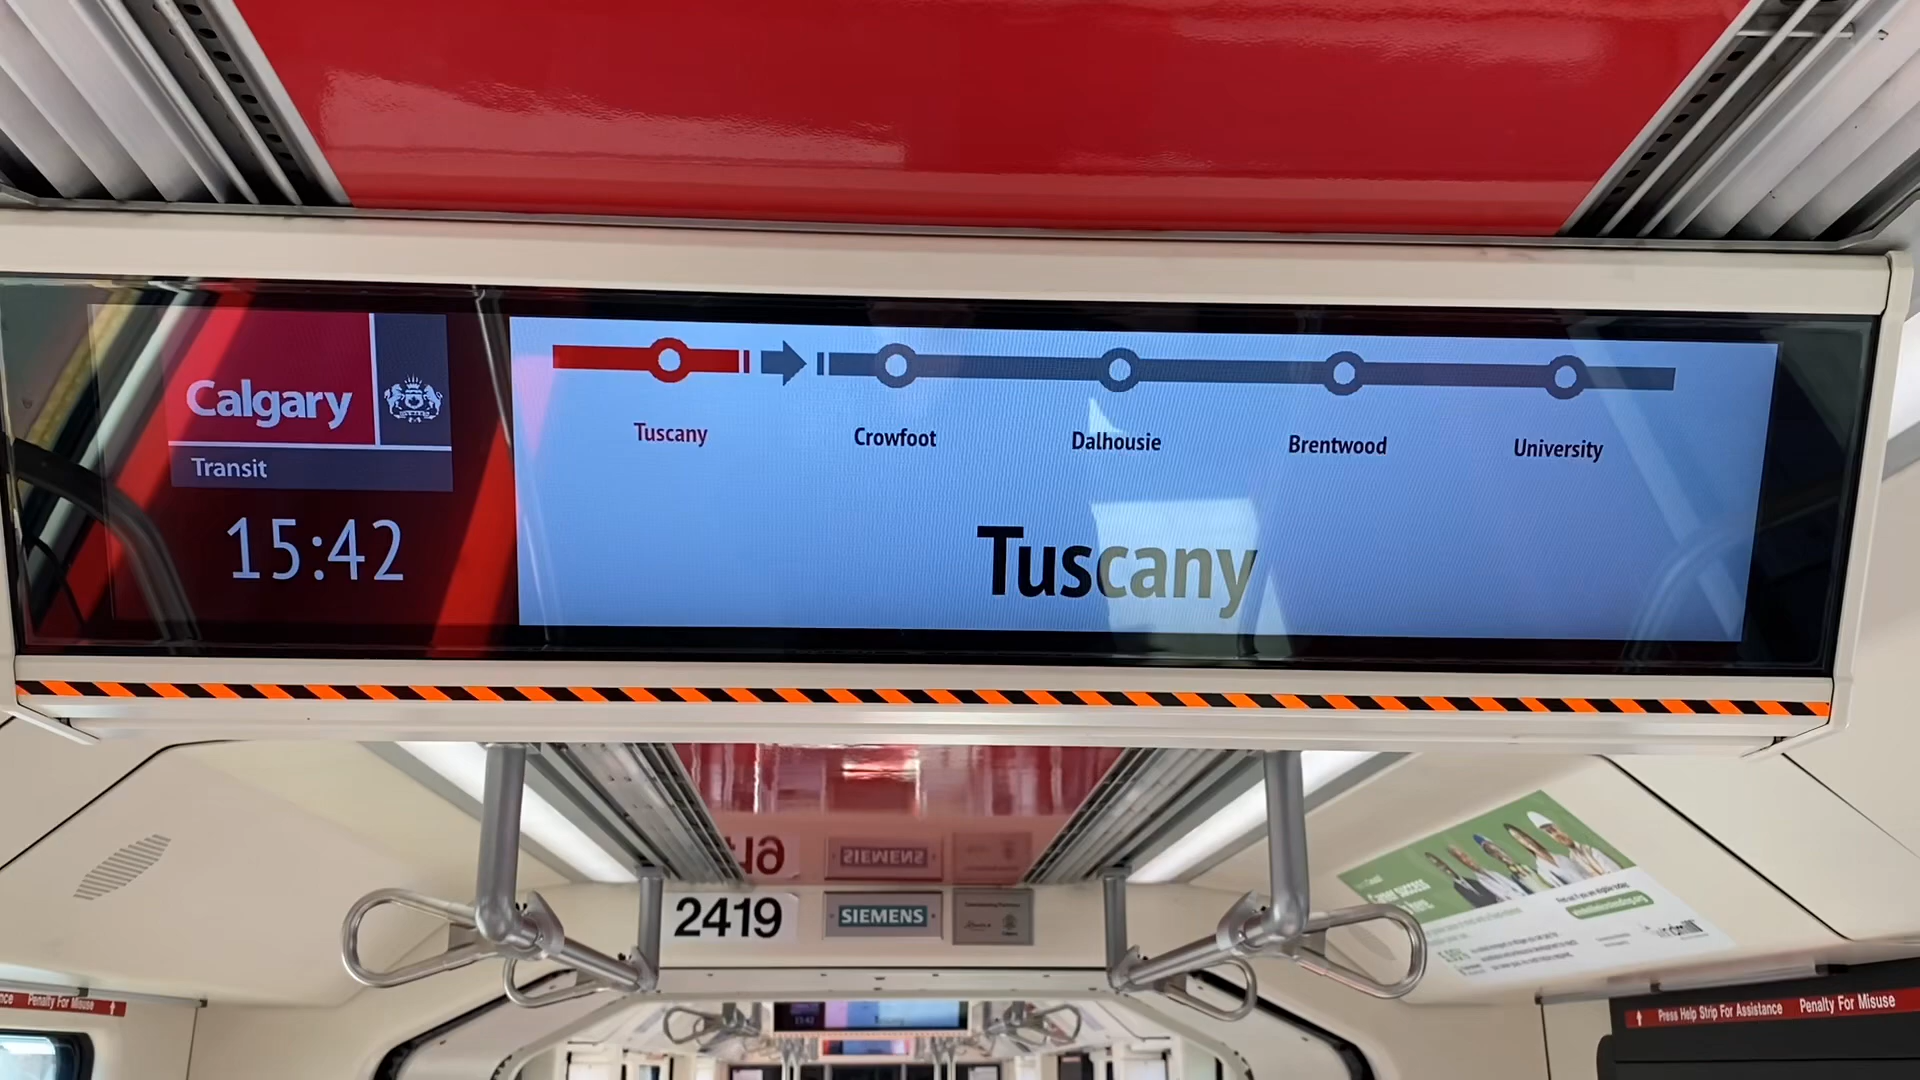 Calgary
Transit
15:42
Tuscany
Crowfoot
Dalhousie
Brentwood
University
Tuscany
2419
SIEMENS
Penalty For Misuse
Press Help Strip For Assistance Penalty For Misuse